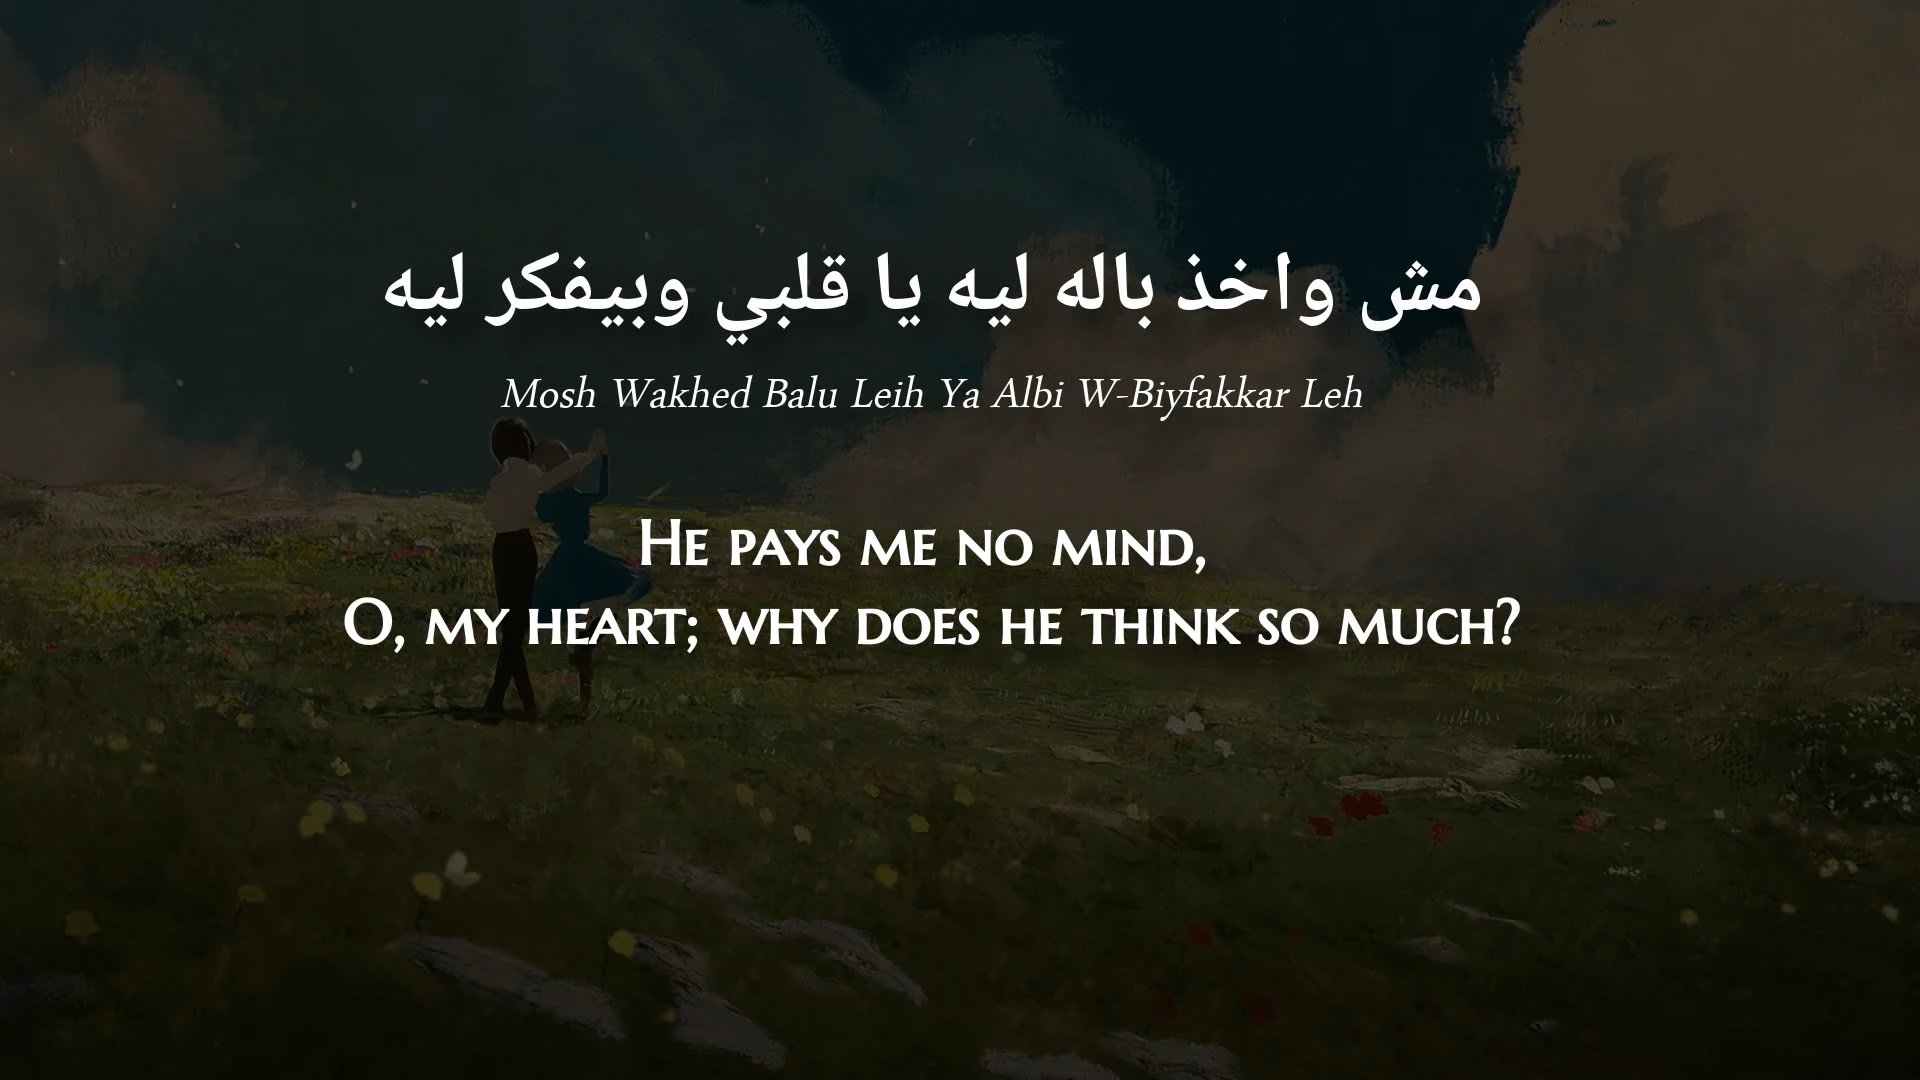 مش واخذ باله ليه يا قلبي وبيفكر ليه
Mosh Wakhed Balu Leih Ya Albi W-Biyfakkar Leh
He pays me no mind,
O, my heart; why does he think so much?